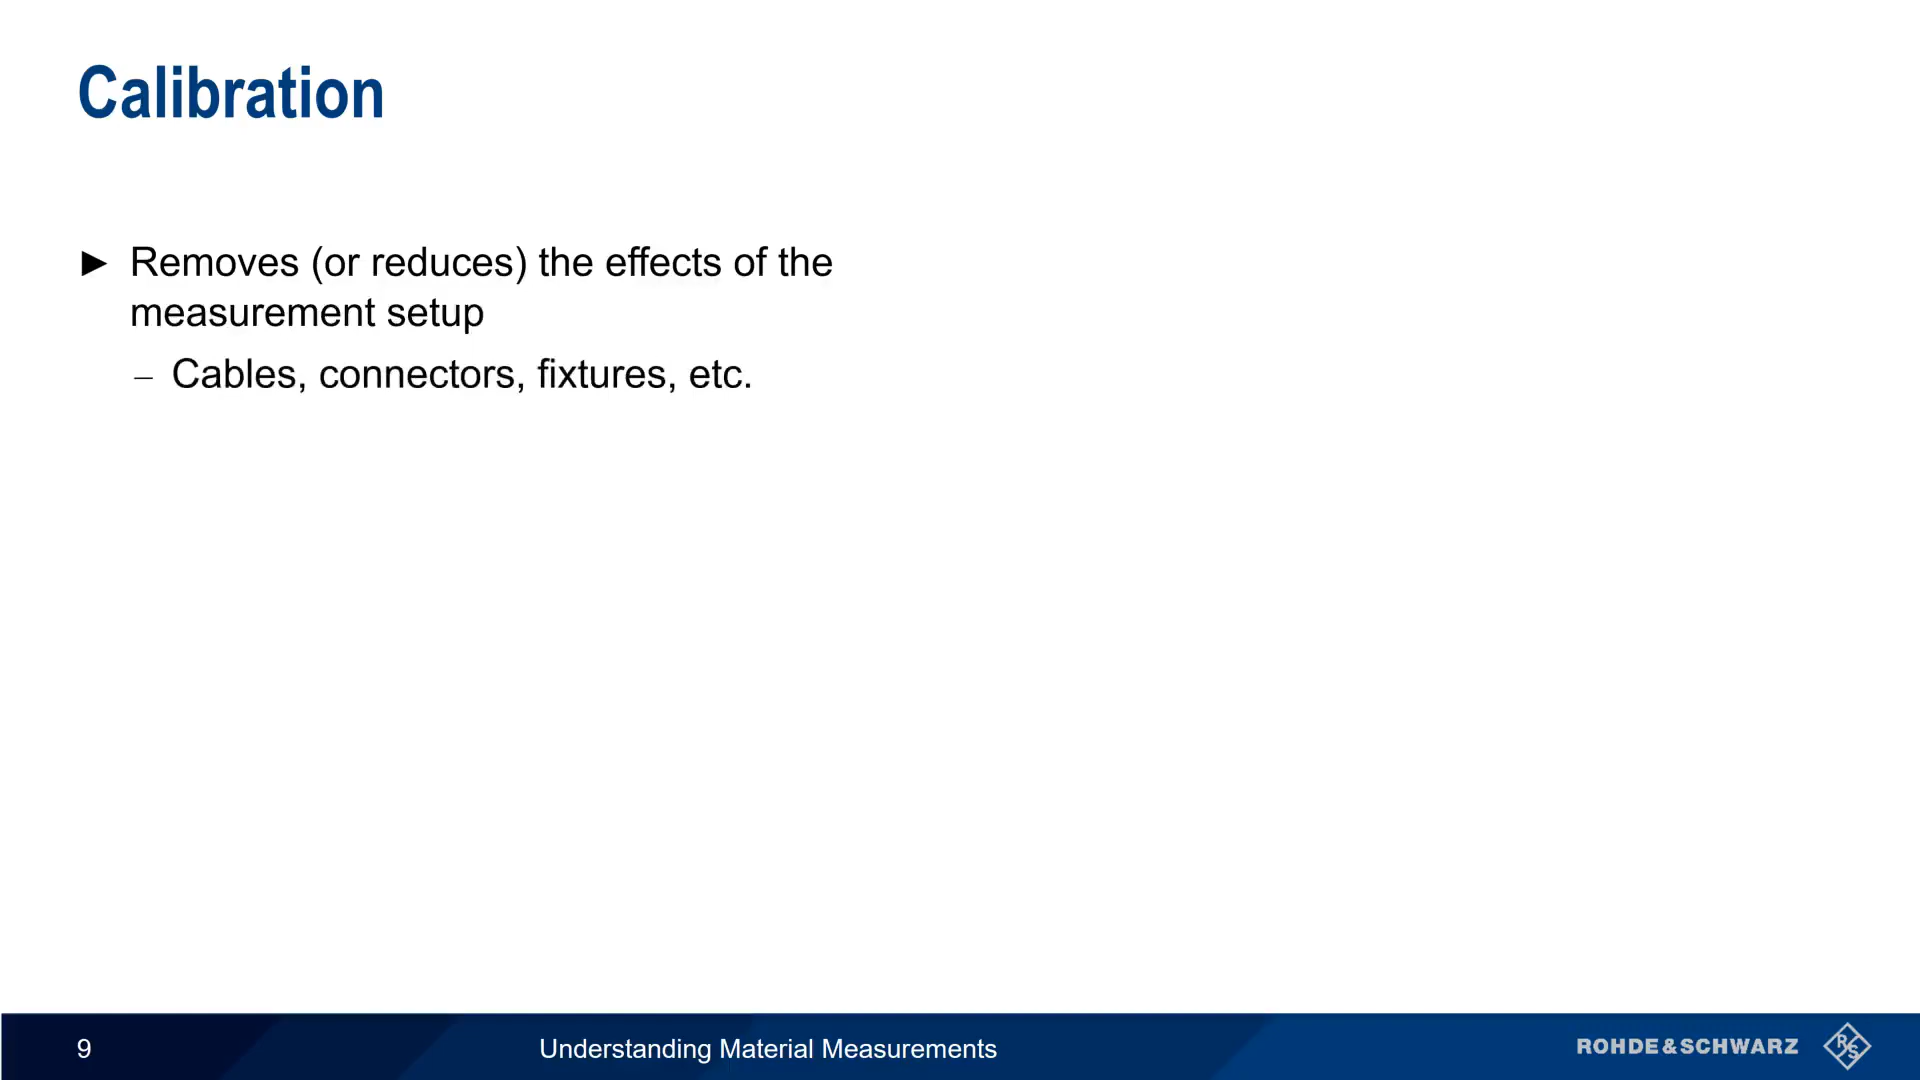 Calibration
► Removes (or reduces) the effects of the
measurement setup
– Cables, connectors, fixtures, etc.
9
Understanding Material Measurements
ROHDE&SCHWARZ
R&S